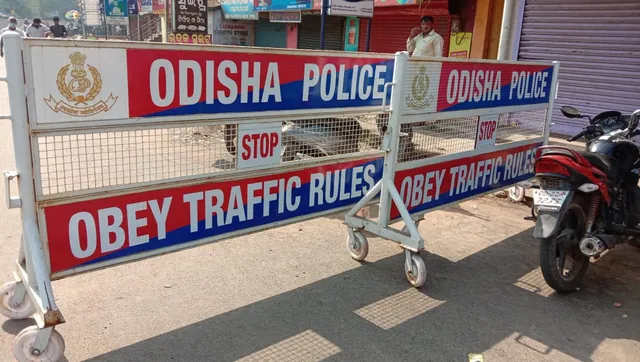 ODISHA POLICE
STOP
OBEY TRAFFIC RULES
ODISHA POLICE
STOP
OBEY TRAFFIC RULES